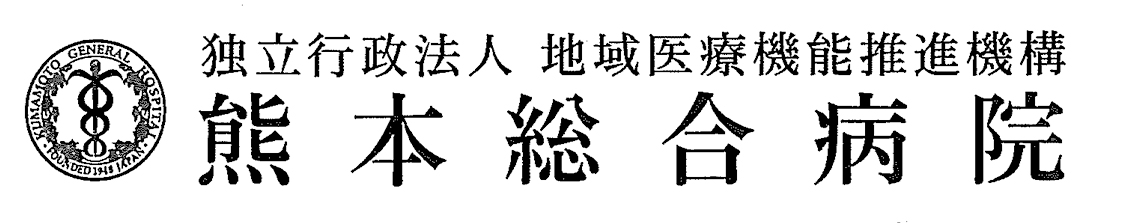 KUMAMOTO GENERAL HOSPITAL
・FOUNDED 1948 JAPAN・
独立行政法人 地域医療機能推進機構
熊本総合病院